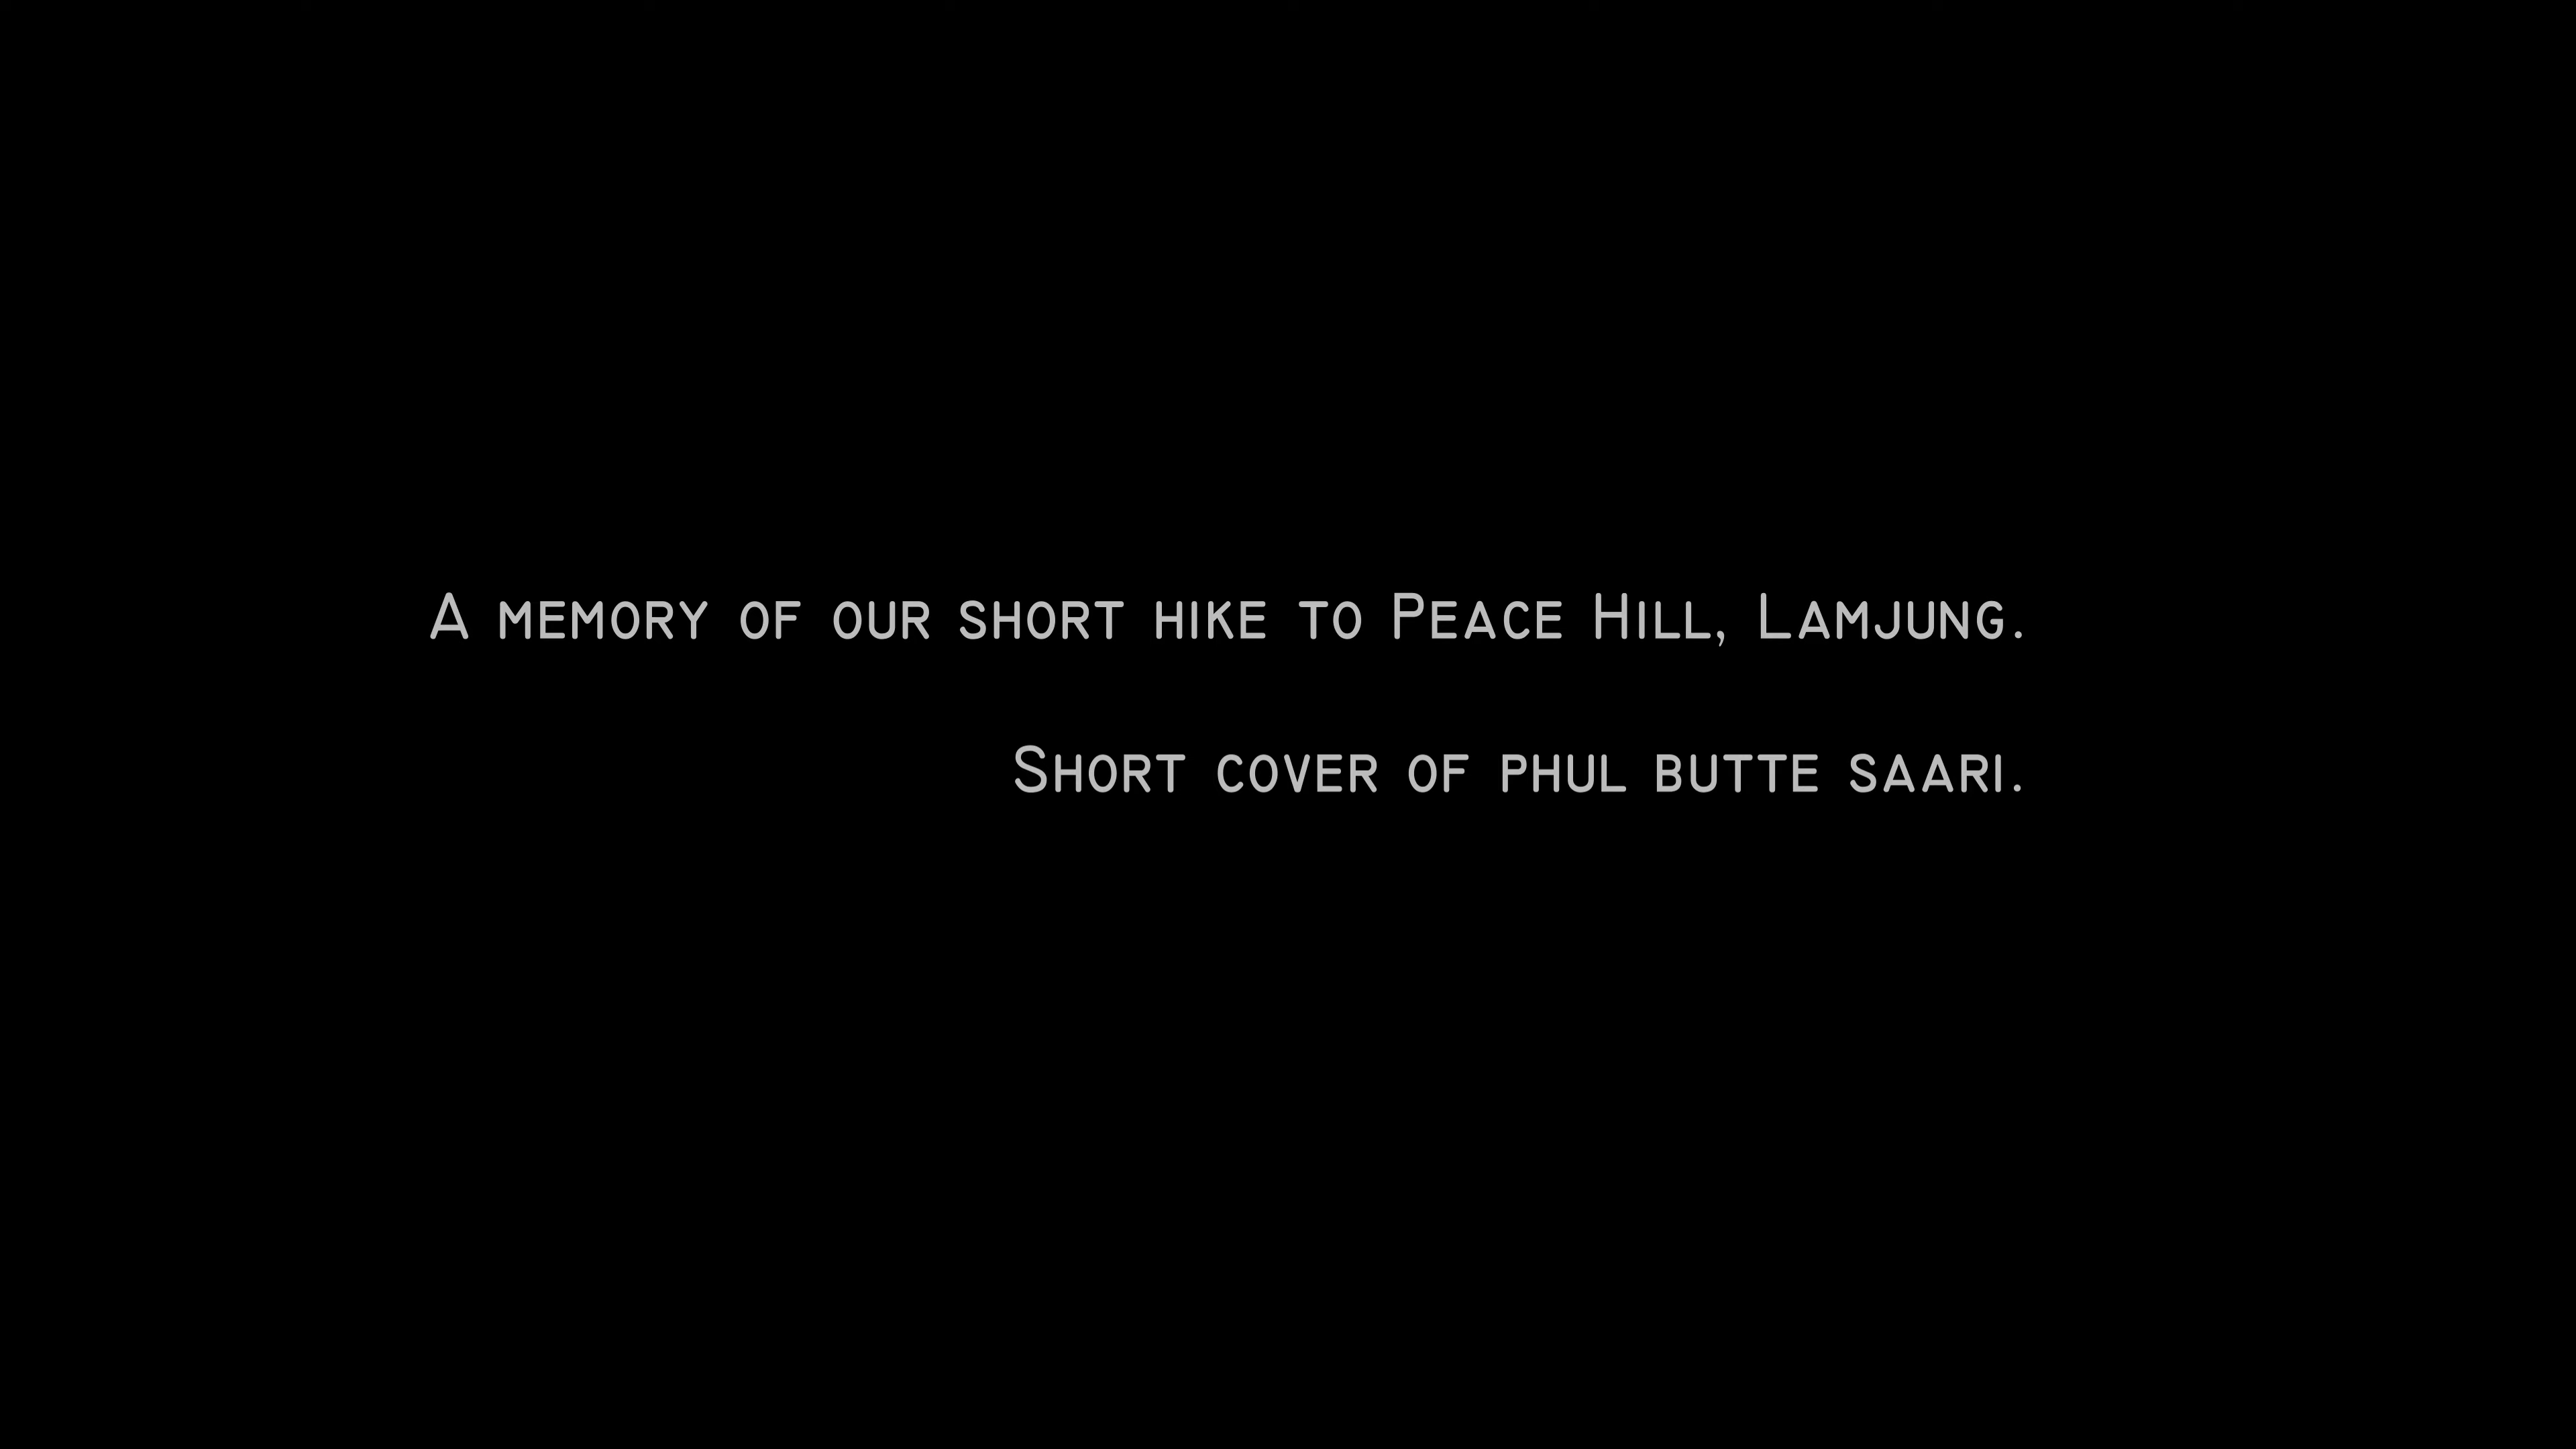 A memory of our short hike to Peace Hill, Lamjung.
Short cover of phul butte saari.